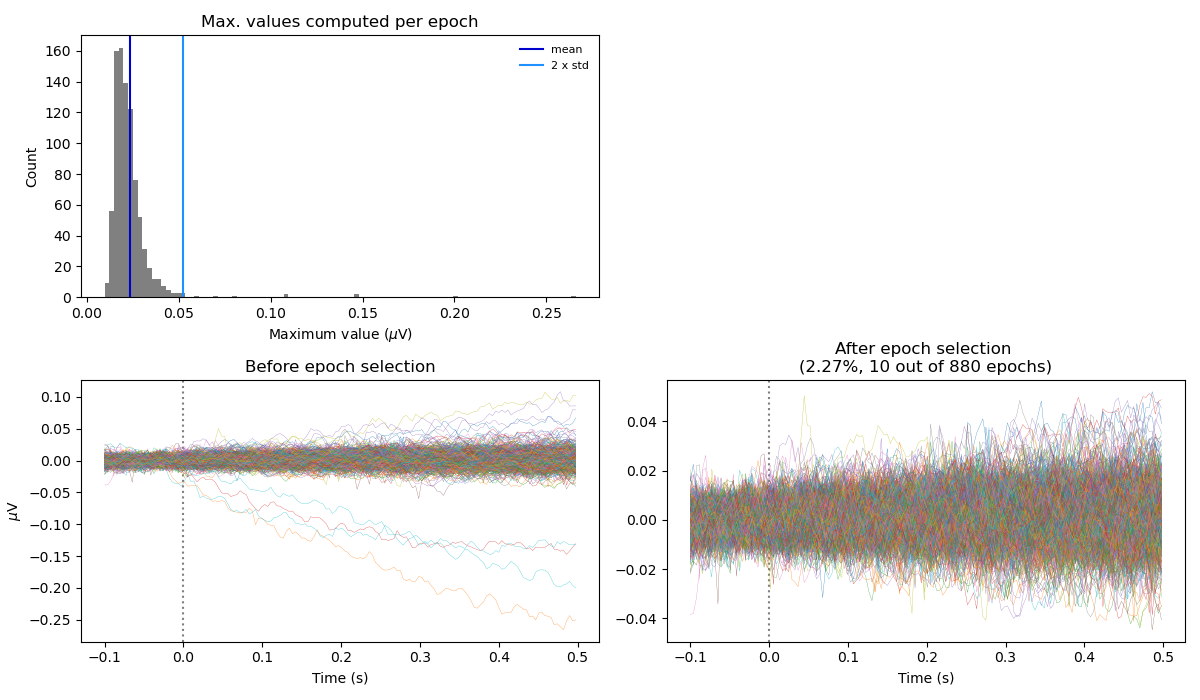 Max. values computed per epoch
160
140
120
100
80
60
40
20
0
Count
mean
2 x std
0.00 0.05 0.10 0.15 0.20 0.25
Maximum value (μV)
Before epoch selection
0.10
0.05
0.00
−0.05
−0.10
−0.15
−0.20
−0.25
μV
−0.1 0.0 0.1 0.2 0.3 0.4 0.5
Time (s)
After epoch selection
(2.27%, 10 out of 880 epochs)
0.04
0.02
0.00
−0.02
−0.04
−0.1 0.0 0.1 0.2 0.3 0.4 0.5
Time (s)